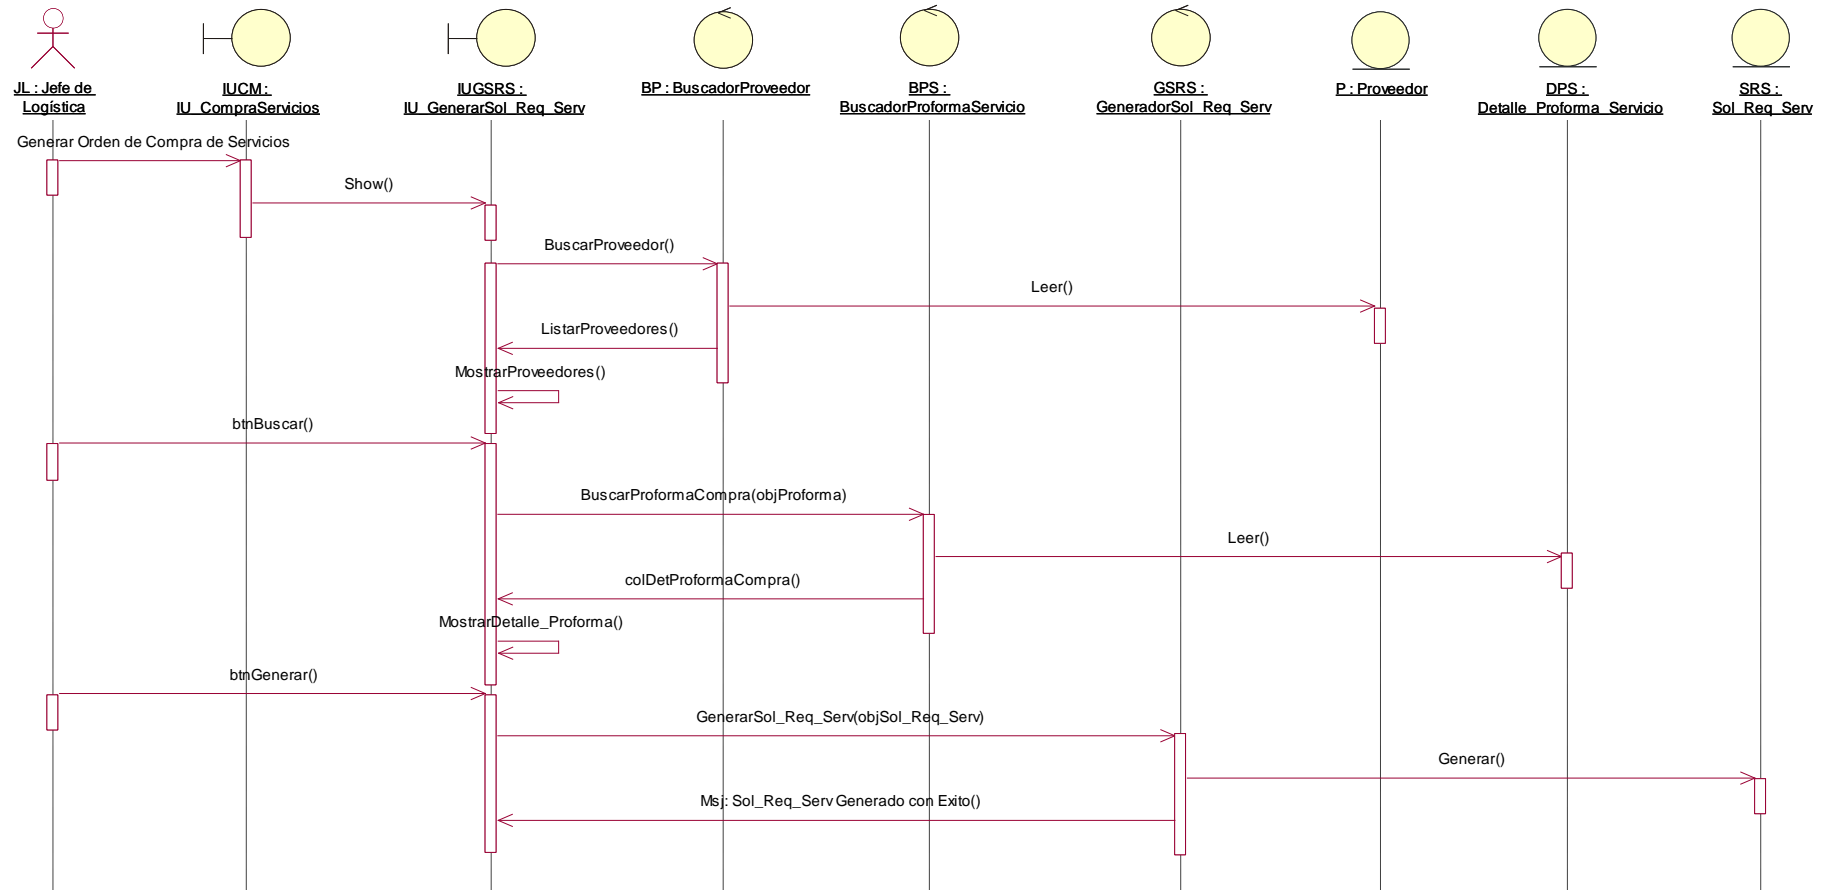 JL : Jefe de
Logística
IUCM :
IU_CompraServicios
IUGSRS :
IU_GenerarSol_Req_Serv
BP : BuscadorProveedor
BPS :
BuscadorProformaServicio
GSRS :
GeneradorSol_Req_Serv
P : Proveedor
DPS :
Detalle_Proforma_Servicio
SRS :
Sol_Req_Serv
Generar Orden de Compra de Servicios
Show()
BuscarProveedor()
Leer()
ListarProveedores()
MostrarProveedores()
btnBuscar()
BuscarProformaCompra(objProforma)
Leer()
colDetProformaCompra()
MostrarDetalle_Proforma()
btnGenerar()
GenerarSol_Req_Serv(objSol_Req_Serv)
Generar()
Msj: Sol_Req_Serv Generado con Exito()